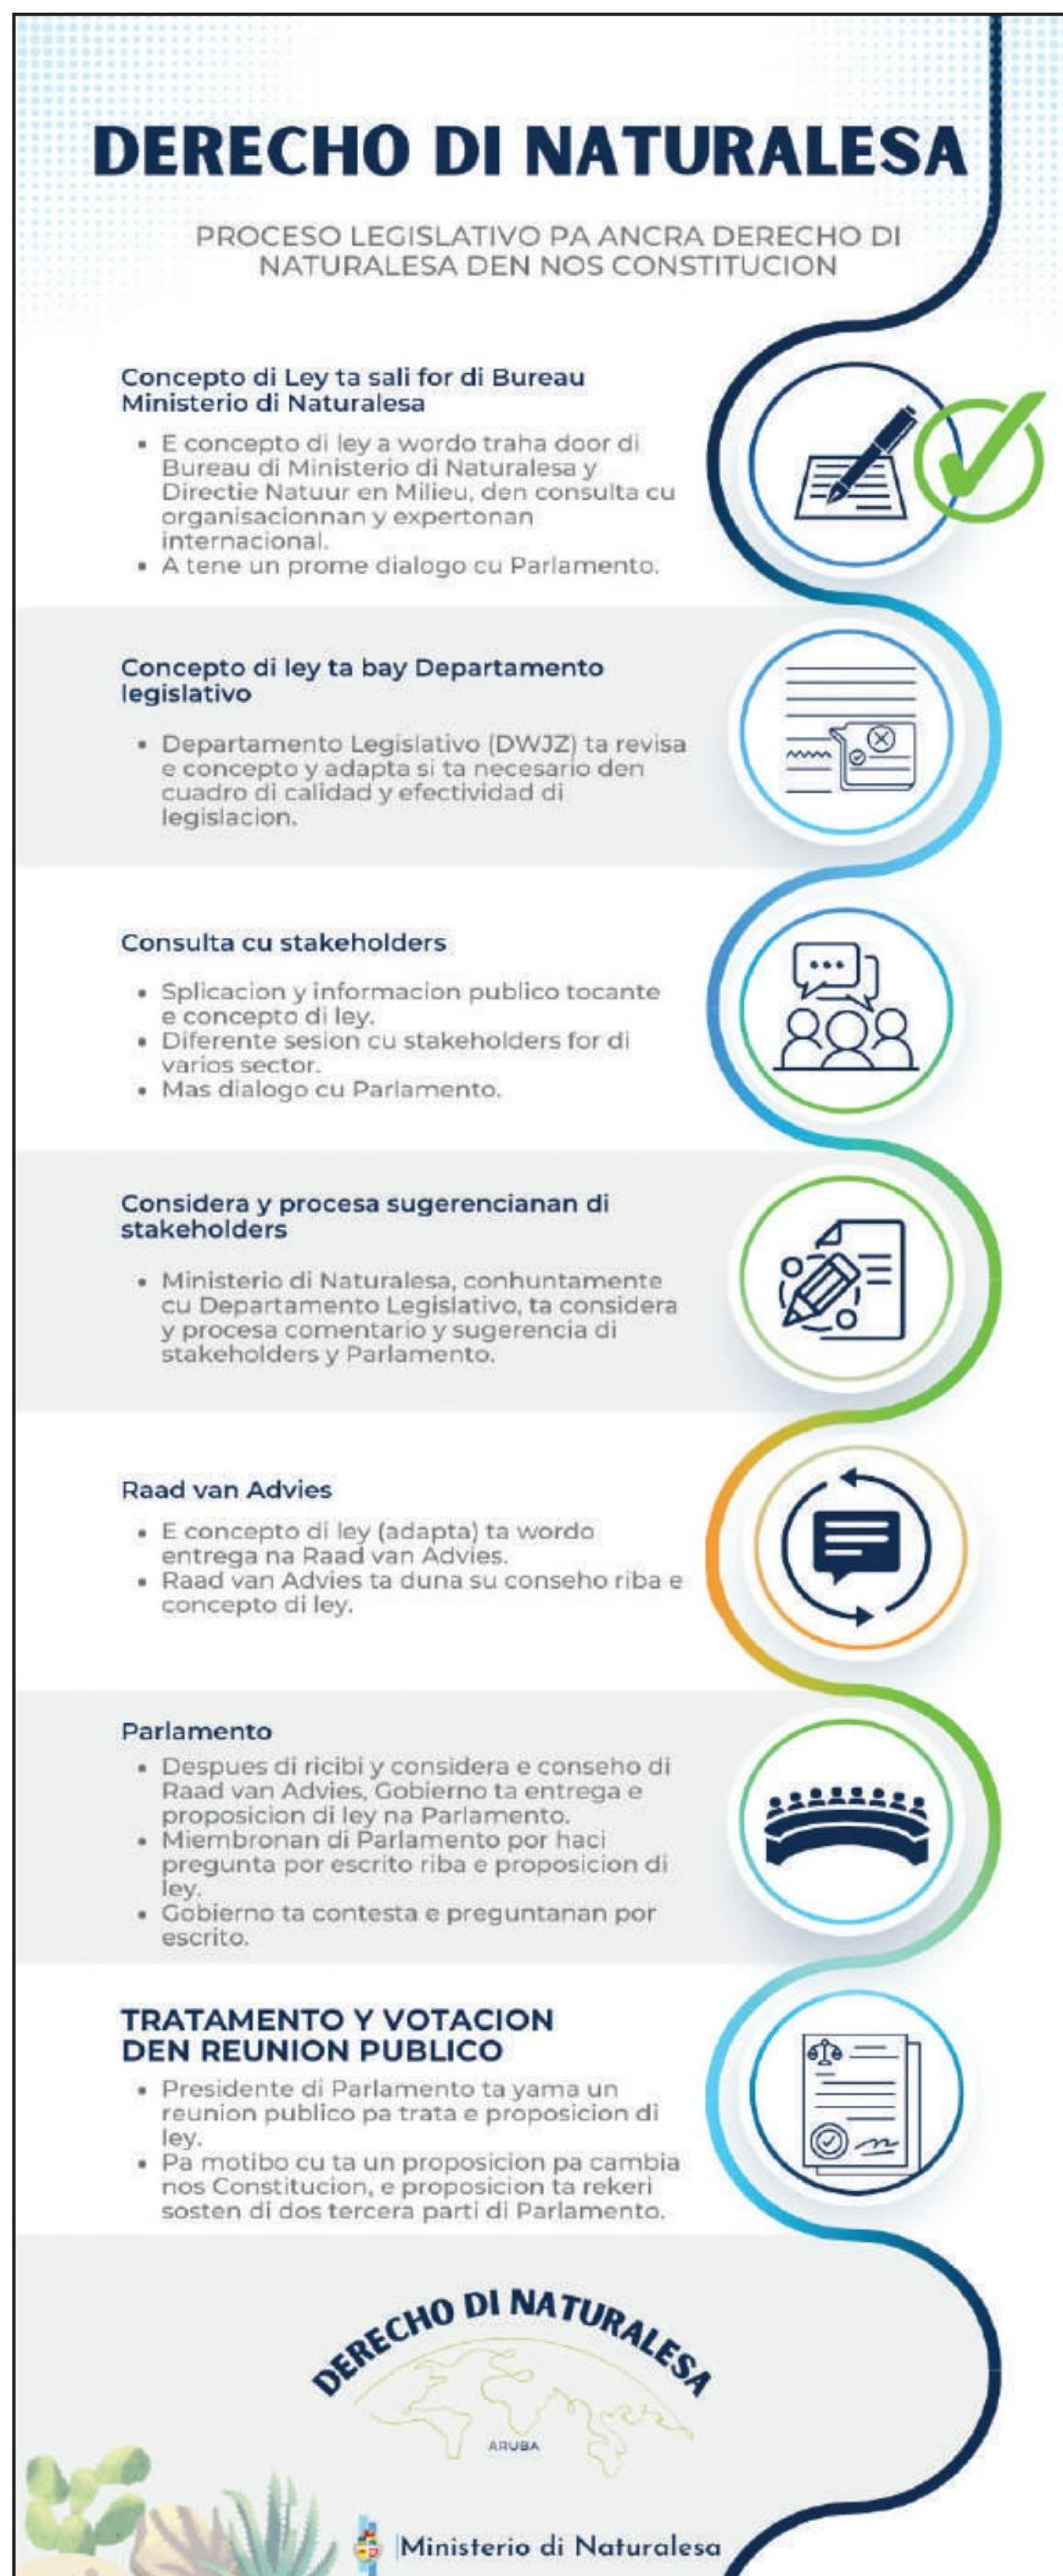 DERECHO DI NATURALESA
PROCESO LEGISLATIVO PA ANCRA DERECHO DI
NATURALESA DEN NOS CONSTITUCION
Concepto di Ley ta sali for di Bureau
Ministerio di Naturalesa
• E concepto di ley a wordo traha door di
Bureau di Ministerio di Naturalesa y
Directie Natuur en Milieu, den consulta cu
organisacionnan y expertonan
internacional.
• A tene un prome dialogo cu Parlamento.
Concepto di ley ta bay Departamento
legislativo
• Departamento Legislativo (DWJZ) ta revisa
e concepto y adapta si ta necesario den
cuadro di calidad y efectividad di
legislacion.
Consulta cu stakeholders
• Splicacion y informacion publico tocante
e concepto di ley.
• Diferente sesion cu stakeholders for di
varios sector.
• Mas dialogo cu Parlamento.
Considera y procesa sugerencianan di
stakeholders
• Ministerio di Naturalesa, conhuntamente
cu Departamento Legislativo, ta considera
y procesa comentario y sugerencia di
stakeholders y Parlamento.
Raad van Advies
• E concepto di ley (adapta) ta wordo
entrega na Raad van Advies.
• Raad van Advies ta duna su conseho riba e
concepto di ley.
Parlamento
• Despues di ricibi y considera e conseho di
Raad van Advies, Gobierno ta entrega e
proposicion di ley na Parlamento.
• Miembronan di Parlamento por haci
pregunta por escrito riba e proposicion di
ley.
• Gobierno ta contesta e preguntanan por
escrito.
TRATAMENTO Y VOTACION
DEN REUNION PUBLICO
• Presidente di Parlamento ta yama un
reunion publico pa trata e proposicion di
ley.
• Pa motibo cu ta un proposicion pa cambia
nos Constitucion, e proposicion ta rekeri
sosten di dos tercera parti di Parlamento.
DERECHO DI NATURALESA
ARUBA
Ministerio di Naturalesa